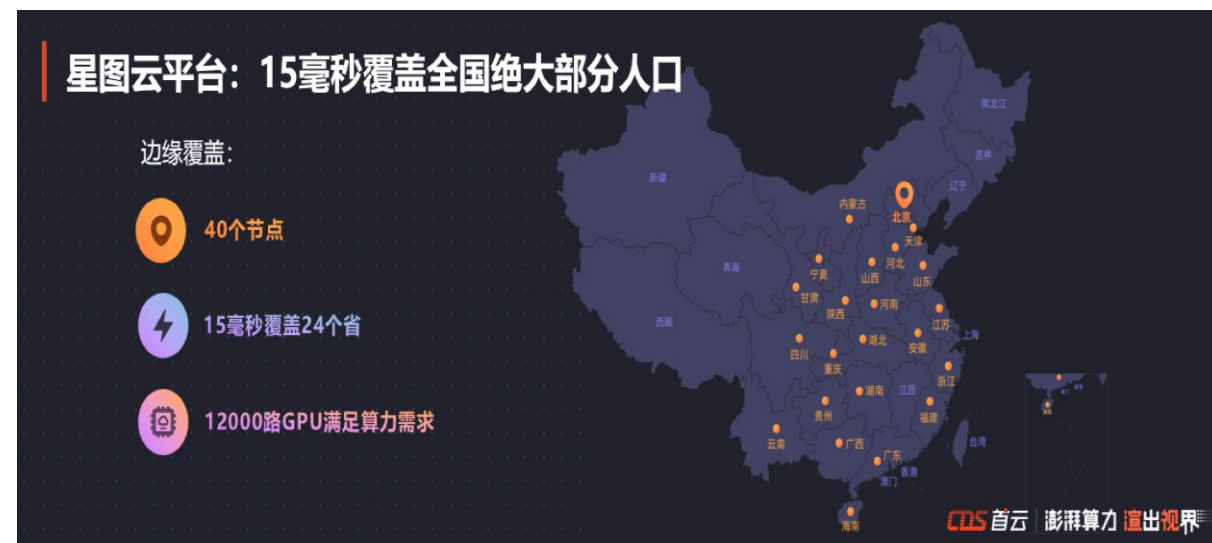 星图云平台：15毫秒覆盖全国绝大部分人口
边缘覆盖：
40个节点
15毫秒覆盖24个省
12000路GPU满足算力需求
黑龙江
吉林
辽宁
新疆
内蒙古
北京
天津
河北
山西
山东
宁夏
青海
甘肃
陕西
河南
江苏
西藏
上海
安徽
湖北
四川
重庆
浙江
湖南
江西
贵州
福建
云南
广西
广东
台湾
香港
澳门
海南
CDS 首云 澎湃算力 渲出视界